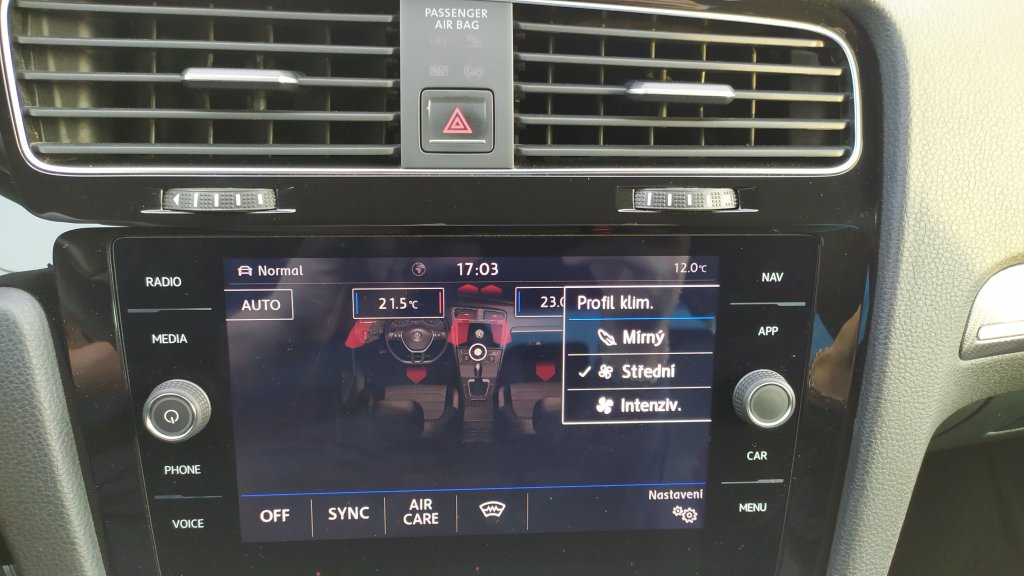 PASSENGER
AIR BAG
RADIO
MEDIA
PHONE
VOICE
Normal
17:03
12.0°C
AUTO
21.5°C
23.0
Profil klim.
Mírný
Střední
Intenziv.
OFF
SYNC
AIR
CARE
Nastavení
NAV
APP
CAR
MENU